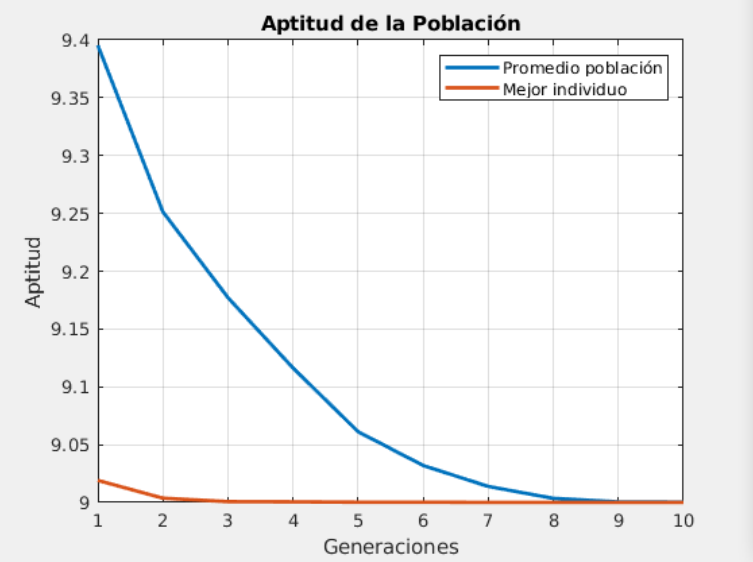 Aptitud de la Población
Promedio población
Mejor individuo
9.4
9.35
9.3
9.25
9.2
9.15
9.1
9.05
9
Aptitud
1 2 3 4 5 6 7 8 9 10
Generaciones